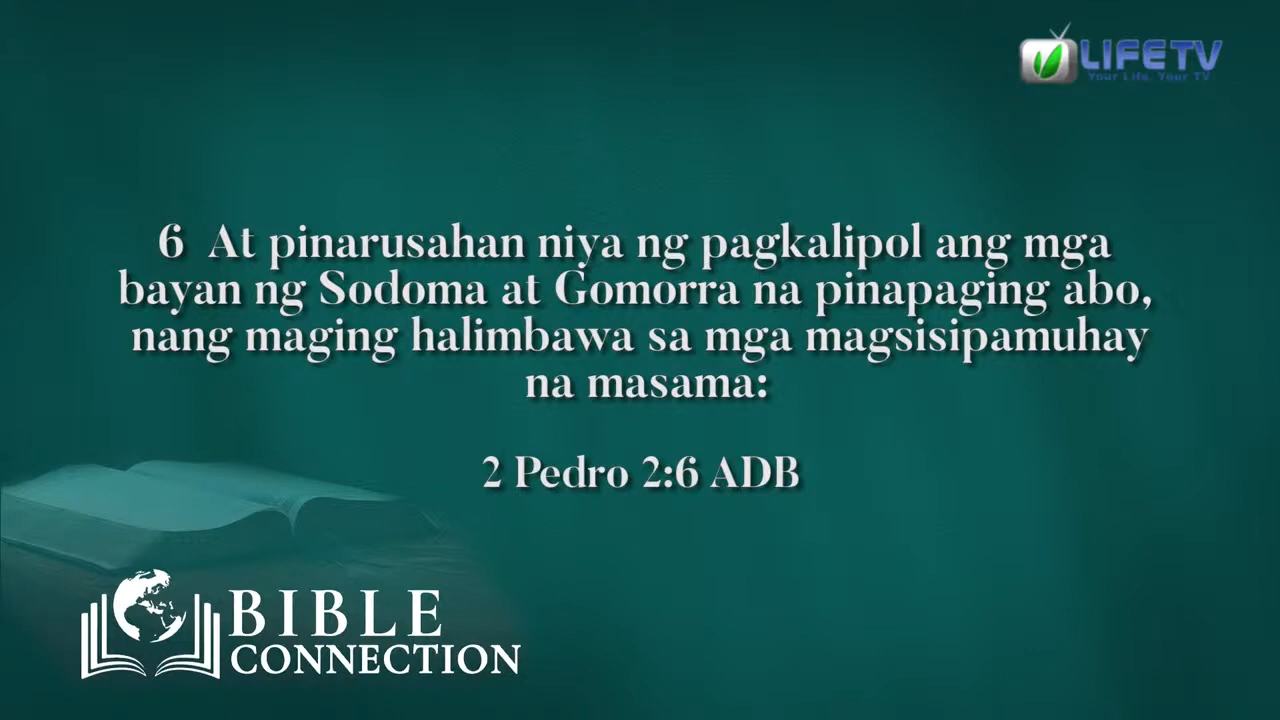 LIFETV
Your Life, Your TV
6 At pinarusahan niya ng pagkalipol ang mga
bayan ng Sodoma at Gomorra na pinapaging abo,
nang maging halimbawa sa mga magsisipamuhay
na masama:
2 Pedro 2:6 ADB
BIBLE
CONNECTION